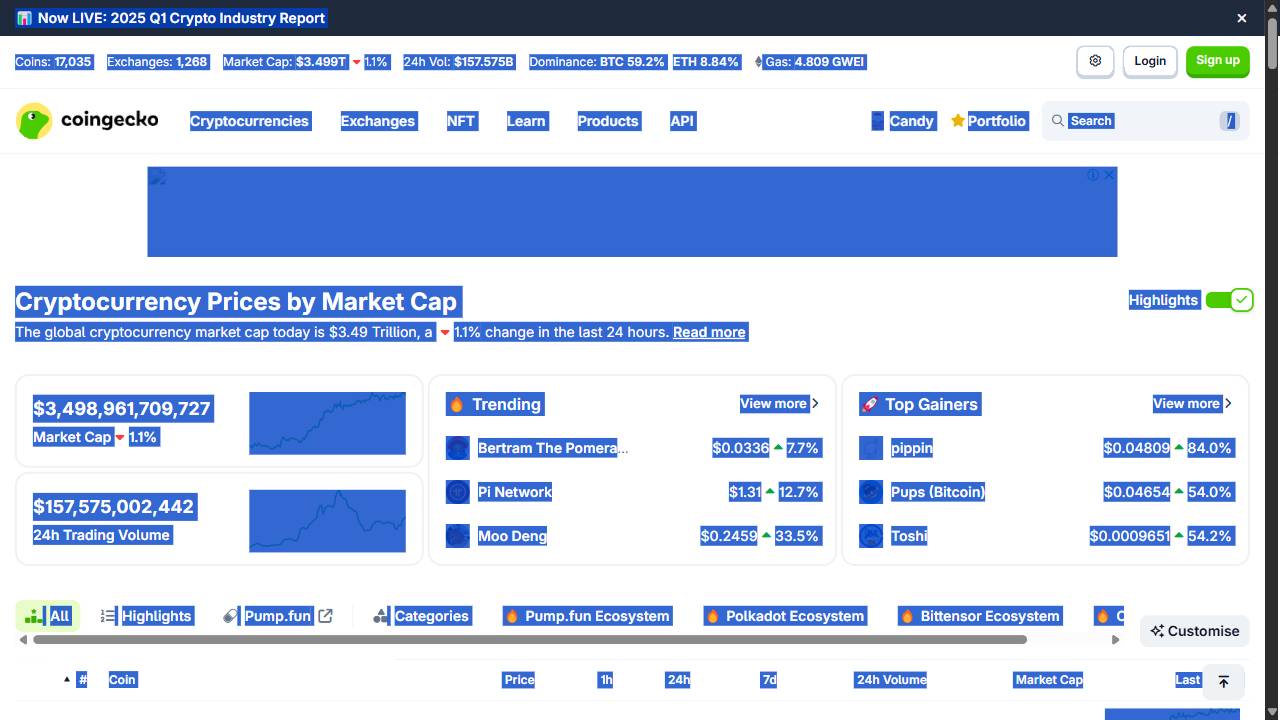 Now LIVE: 2025 Q1 Crypto Industry Report
Coins: 17,035 Exchanges: 1,268 Market Cap: $3.499T 1.1% 24h Vol: $157.575B Dominance: BTC 59.2% ETH 8.84% Gas: 4.809 GWEI Login Sign up
coingecko Cryptocurrencies Exchanges NFT Learn Products API Candy Portfolio Search /
Cryptocurrency Prices by Market Cap
Highlights
The global cryptocurrency market cap today is $3.49 Trillion, a 1.1% change in the last 24 hours. Read more
$3,498,961,709,727
Market Cap 1.1%
$157,575,002,442
24h Trading Volume
Trending View more
Bertram The Pomera... $0.0336 7.7%
Pi Network $1.31 12.7%
Moo Deng $0.2459 33.5%
Top Gainers View more
pippin $0.04809 84.0%
Pups (Bitcoin) $0.04654 54.0%
Toshi $0.0009651 54.2%
All Highlights Pump.fun Categories Pump.fun Ecosystem Polkadot Ecosystem Bittensor Ecosystem
Customise
# Coin Price 1h 24h 7d 24h Volume Market Cap Last